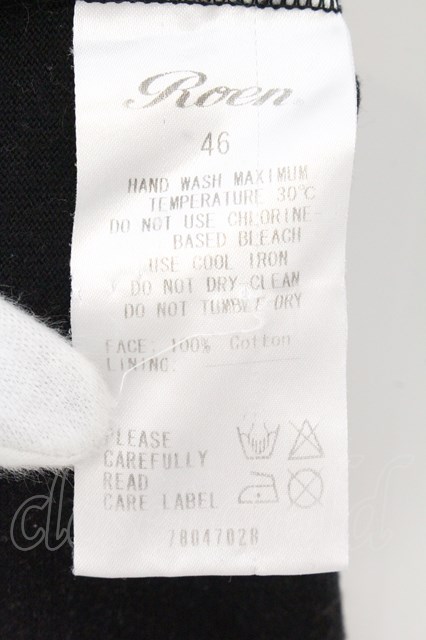 Roen
46
HAND WASH MAXIMUM
TEMPERATURE 30°C
DO NOT USE CHLORINE-
BASED BLEACH
USE COOL IRON
DO NOT DRY CLEAN
DO NOT TUMBLE DRY
FACE. 100% Cotton
LINING:
PLEASE
CAREFULLY
READ
CARE LABEL